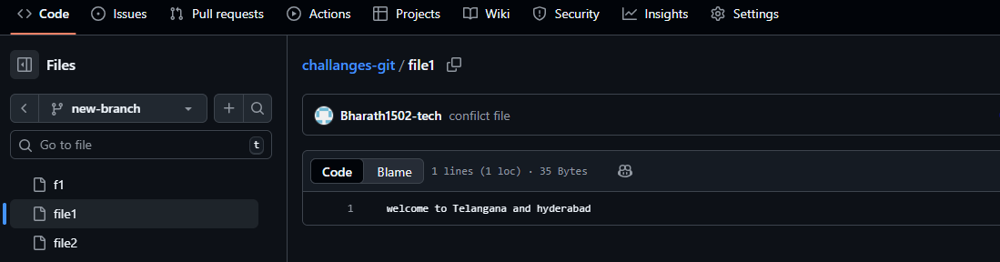 Code Issues Pull requests Actions Projects Wiki Security Insights Settings
Files
new-branch
Go to file t
f1
file1
file2
challanges-git / file1
Bharath1502-tech confilct file
Code Blame 1 lines (1 loc) · 35 Bytes
1 welcome to Telangana and hyderabad